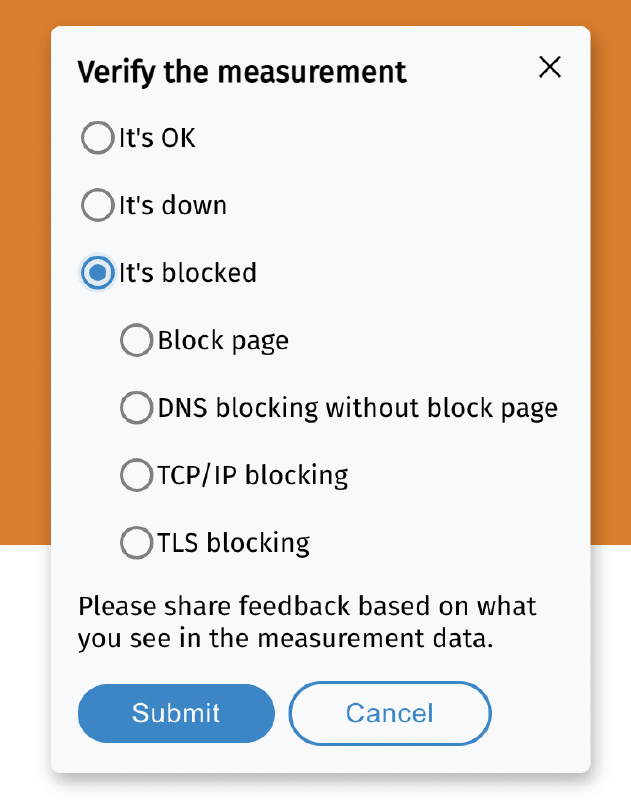 Verify the measurement
It's OK
It's down
It's blocked
Block page
DNS blocking without block page
TCP/IP blocking
TLS blocking
Please share feedback based on what
you see in the measurement data.
Submit
Cancel